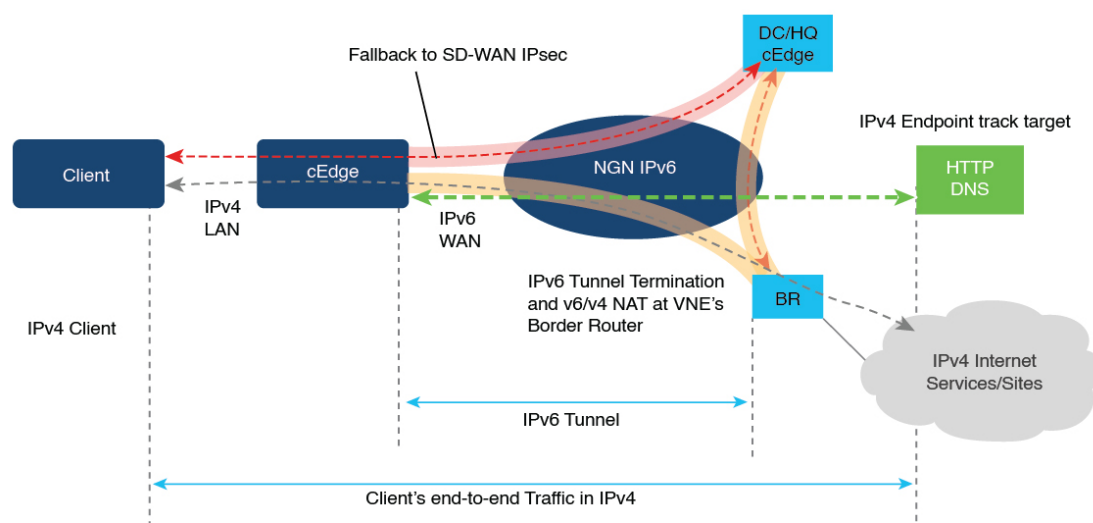 DC/HQ
cEdge
Fallback to SD-WAN IPsec
IPv4 Endpoint track target
Client
cEdge
NGN IPv6
HTTP
DNS
IPv4
LAN
IPv6
WAN
IPv6 Tunnel Termination
and v6/v4 NAT at VNE's
Border Router
BR
IPv4 Client
IPv4 Internet
Services/Sites
IPv6 Tunnel
Client's end-to-end Traffic in IPv4